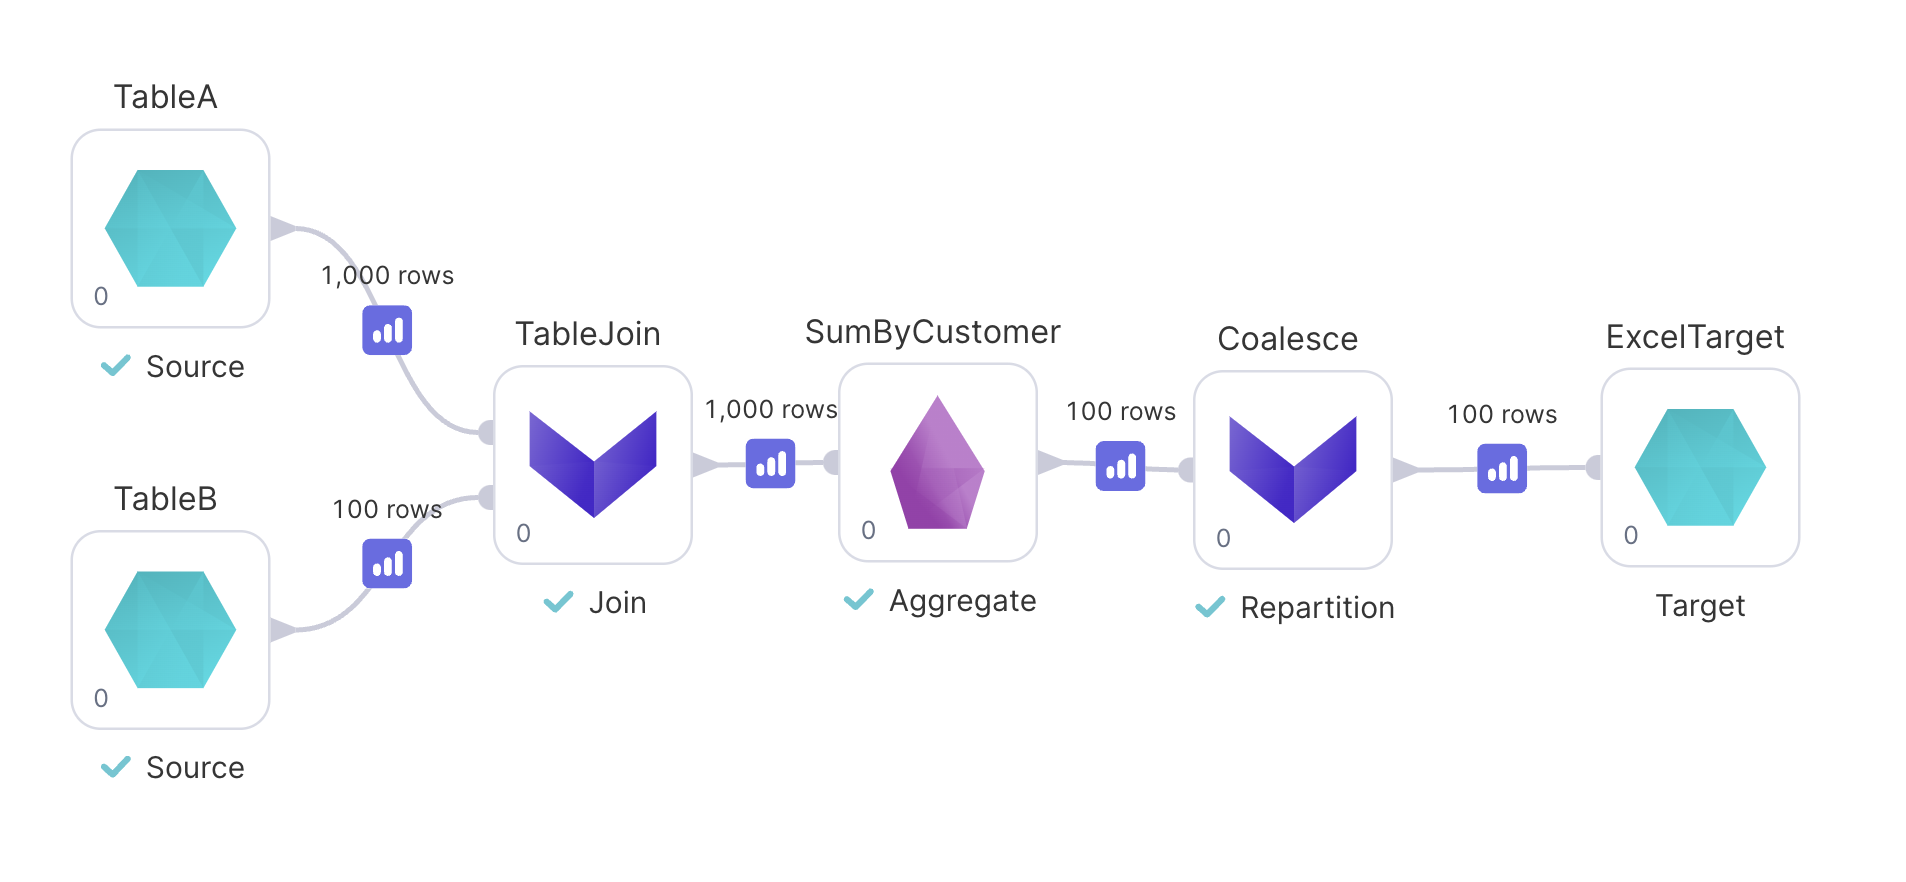 TableA
0
Source
1,000 rows
TableB
0
Source
100 rows
TableJoin
0
Join
1,000 rows
SumByCustomer
0
Aggregate
100 rows
Coalesce
0
Repartition
100 rows
ExcelTarget
0
Target